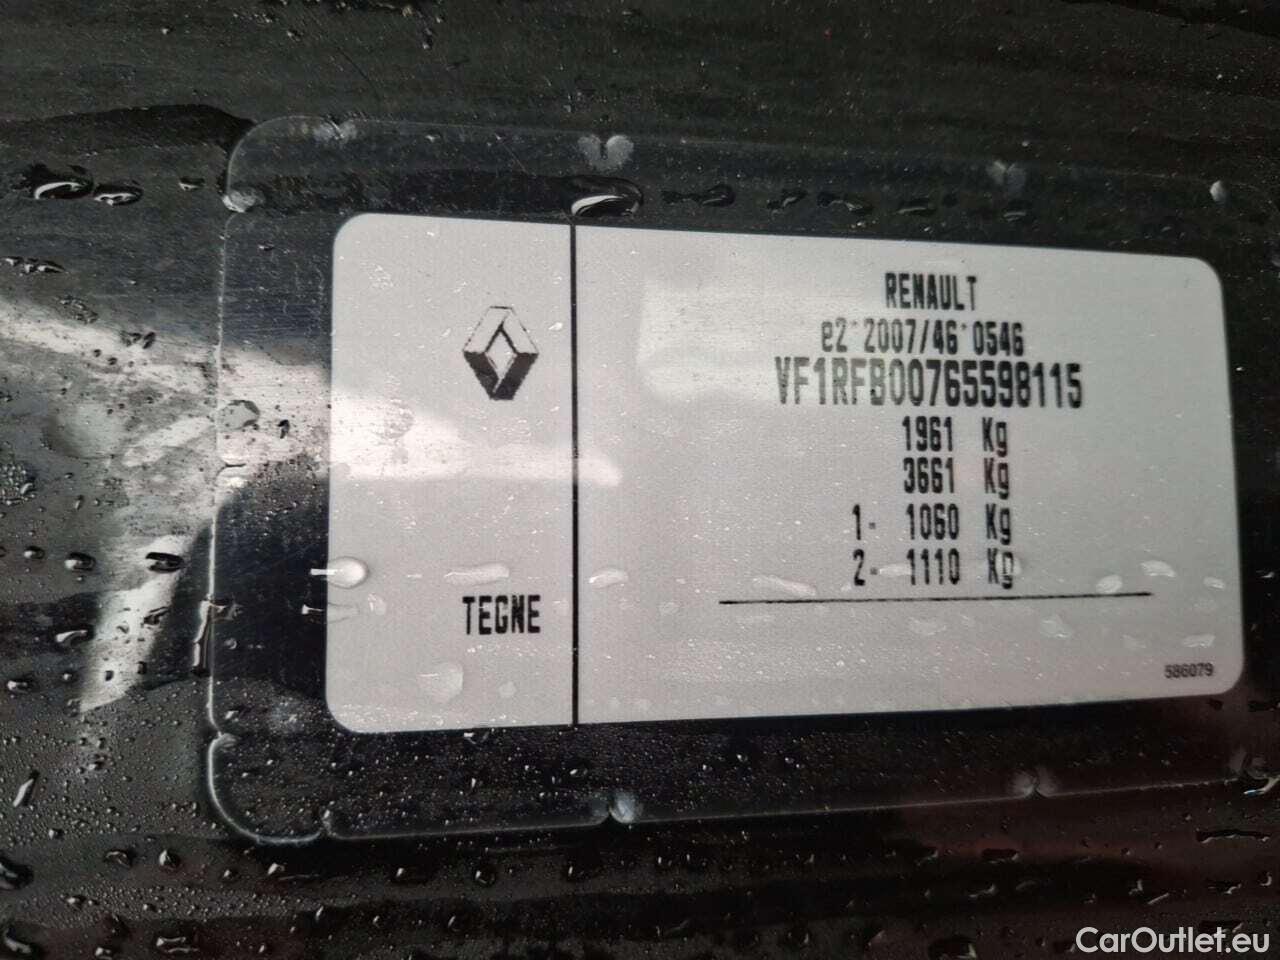 RENAULT
e2*2007/46*0546
VF1RFB00765598115
1961 Kg
3661 Kg
1- 1060 Kg
2- 1110 Kg
TEGNE
586079
CarOutlet.eu